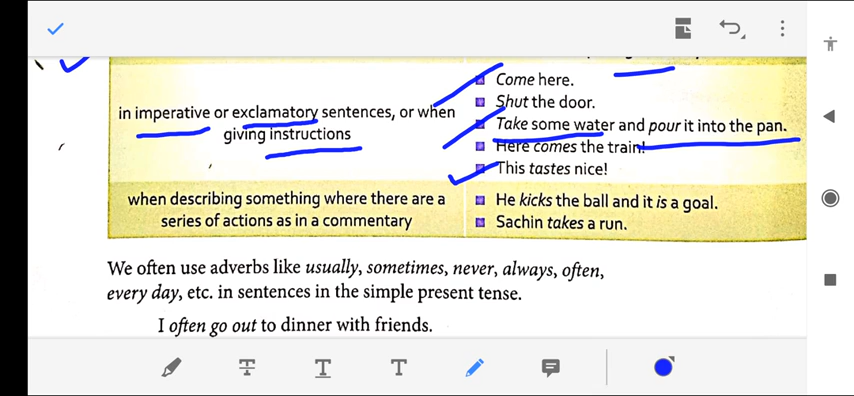 in imperative or exclamatory sentences, or when
giving instructions
Come here.
Shut the door.
Take some water and pour it into the pan.
Here comes the train!
This tastes nice!
when describing something where there are a
series of actions as in a commentary
He kicks the ball and it is a goal.
Sachin takes a run.
We often use adverbs like usually, sometimes, never, always, often,
every day, etc. in sentences in the simple present tense.
I often go out to dinner with friends.
T
T
T